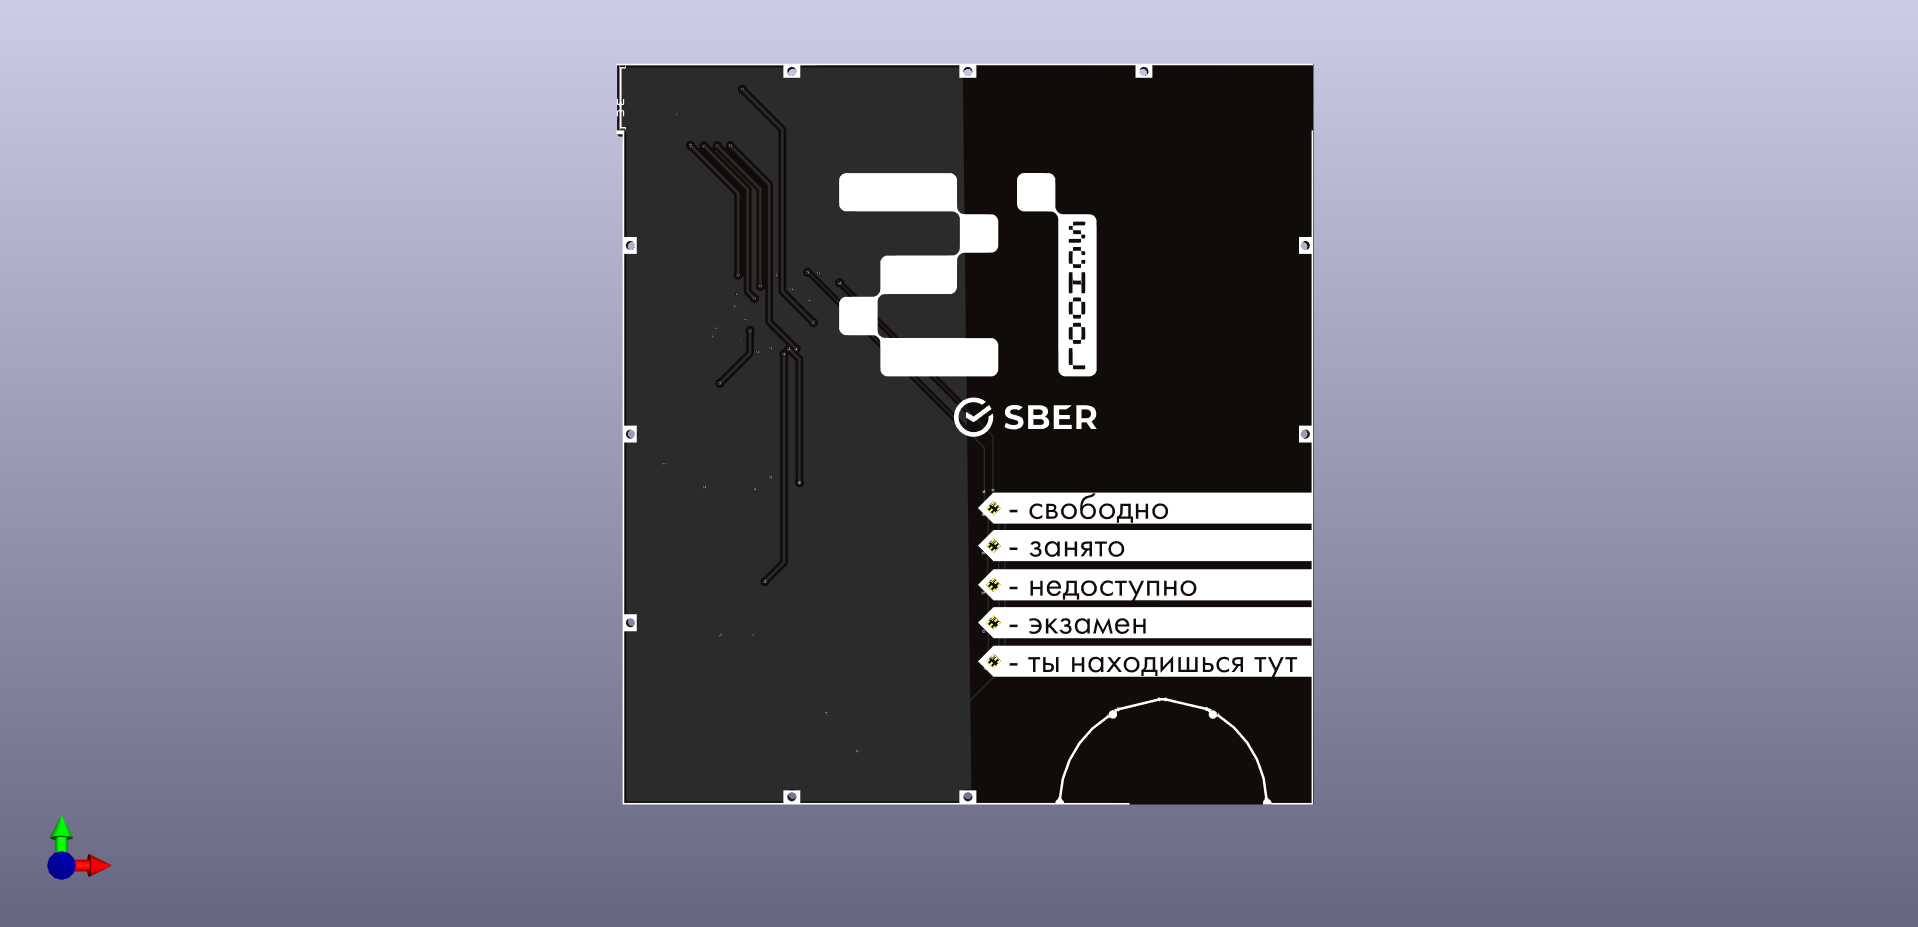 21
SCHOOL
SBER
- свободно
- занято
- недоступно
- экзамен
- ты находишься тут